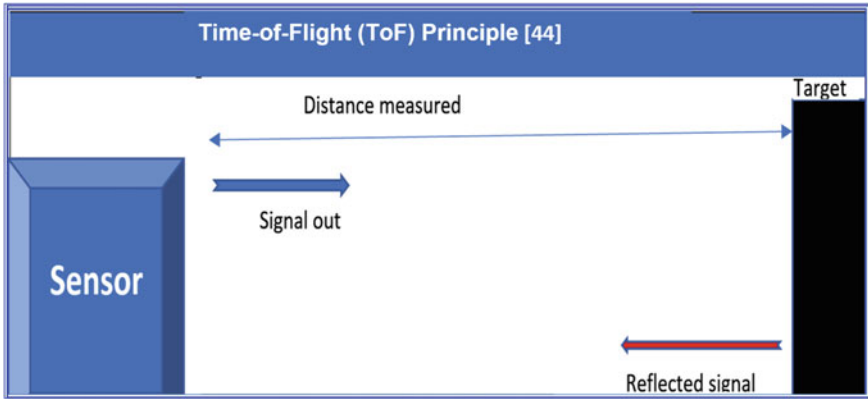 Time-of-Flight (ToF) Principle [44]
Target
Distance measured
Signal out
Sensor
Reflected signal